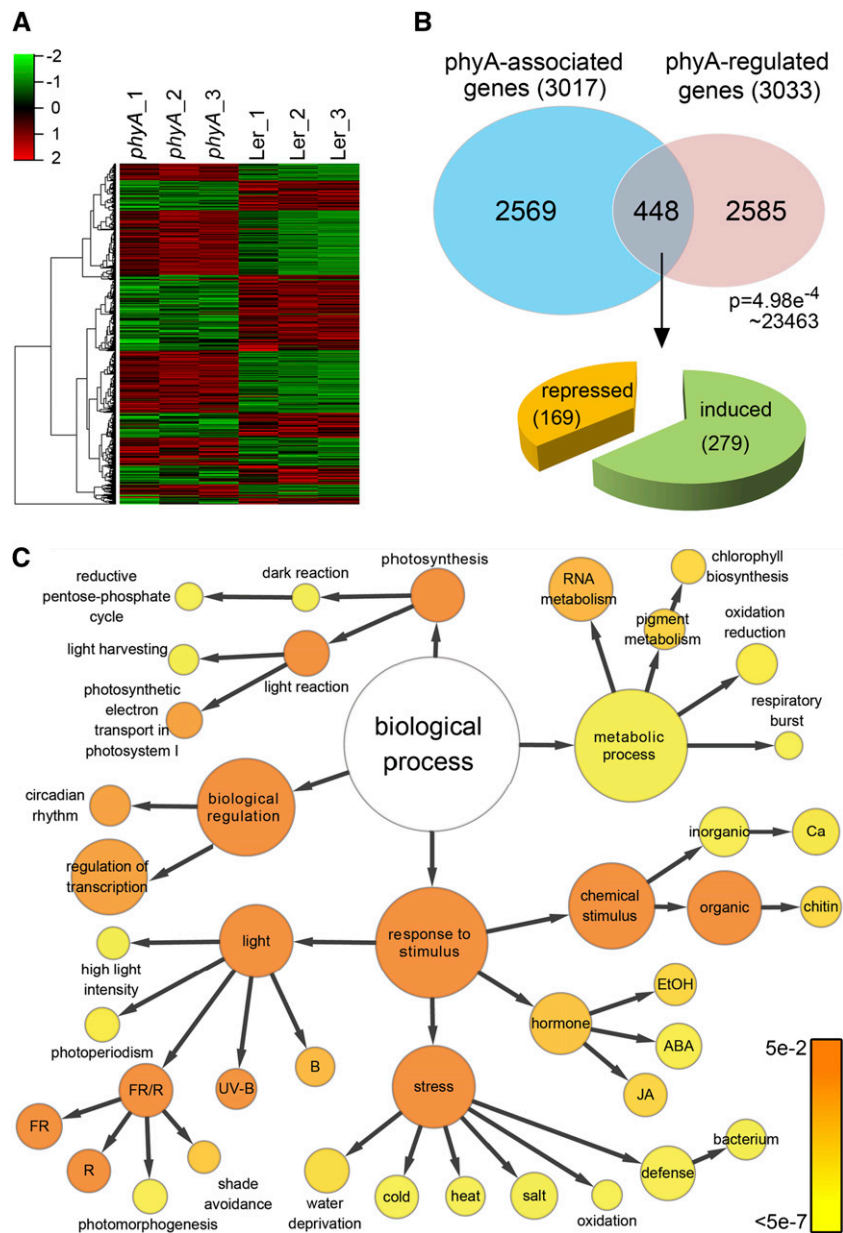 A
-2
-1
0
1
2
phyA_1
phyA_2
phyA_3
Ler_1
Ler_2
Ler_3
B
phyA-associated
genes (3017)
phyA-regulated
genes (3033)
2569
448
2585
p=4.98e-4
~23463
repressed
(169)
induced
(279)
C
reductive
pentose-phosphate
cycle
dark reaction
photosynthesis
light harvesting
light reaction
photosynthetic
electron
transport in
photosystem I
RNA
metabolism
chlorophyll
biosynthesis
pigment
metabolism
oxidation
reduction
respiratory
burst
metabolic
process
biological
process
circadian
rhythm
biological
regulation
regulation of
transcription
inorganic
Ca
chemical
stimulus
organic
chitin
light
response to
stimulus
high light
intensity
photoperiodism
hormone
EtOH
ABA
JA
FR/R
UV-B
B
stress
FR
R
shade
avoidance
photomorphogenesis
water
deprivation
cold
heat
salt
oxidation
defense
bacterium
5e-2
<5e-7